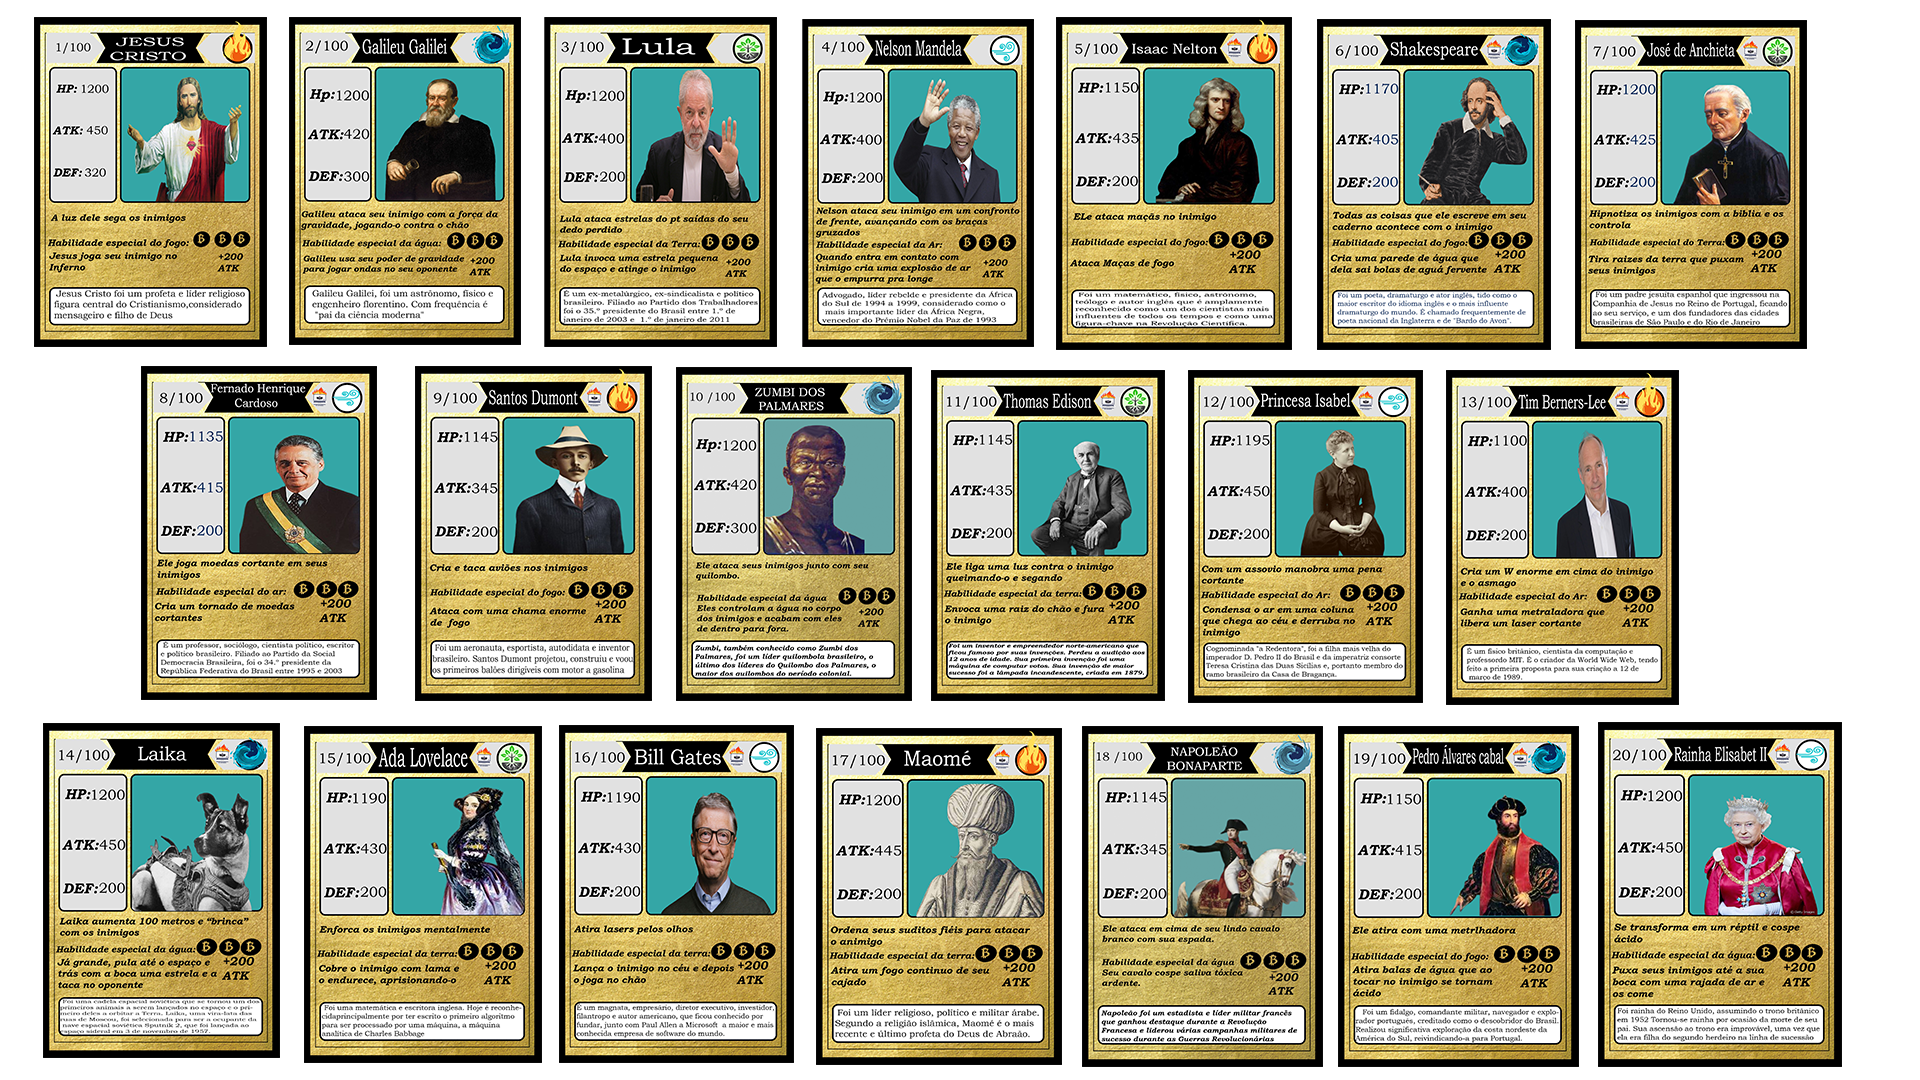 1/100
JESUS
CRISTO
HP: 1200
ATK: 450
DEF: 320
A luz dele sega os inimigos
Habilidade especial do fogo:
Jesus joga seu inimigo no
Inferno
+200
ATK
Jesus Cristo foi um profeta e líder religioso
figura central do Cristianismo,considerado
mensageiro e filho de Deus
2/100
Galileu Galilei
Hp:1200
ATK:420
DEF:300
Galileu ataca seu inimigo com a força da
gravidade, jogando-o contra o chão
Habilidade especial da água:
Galileu usa seu poder de gravidade
para jogar ondas no seu oponente
+200
ATK
Galileu Galilei, foi um astrônomo, físico e
engenheiro florentino. Com frequência é
"pai da ciência moderna"
3/100
Lula
Hp:1200
ATK:400
DEF:200
Lula ataca estrelas do pt saídas do seu
dedo perdido
Habilidade especial da Terra:
Lula invoca uma estrela pequena
do espaço e atinge o inimigo
+200
ATK
É um ex-metalúrgico, ex-sindicalista e político
brasileiro. Filiado ao Partido dos Trabalhadores
foi o 35.º presidente do Brasil entre 1.º de
janeiro de 2003 e 1.º de janeiro de 2011
4/100
Nelson Mandela
Hp:1200
ATK:400
DEF:200
Nelson ataca seu inimigo em um confronto
de frente, avançando com os braças
gruzados
Habilidade especial da Ar:
Quando entra em contato com
inimigo cria uma explosão de ar
que o empurra pra longe
+200
ATK
Advogado, líder rebelde e presidente da África
do Sul de 1994 a 1999, considerado como o
mais importante líder da África Negra,
vencedor do Prêmio Nobel da Paz de 1993
5/100
Isaac Nelton
HP:1150
ATK:435
DEF:200
ELe ataca maçãs no inimigo
Habilidade especial do fogo:
Ataca Maças de fogo
+200
ATK
Foi um matemático, físico, astrônomo,
teólogo e autor inglês que é amplamente
reconhecido como um dos cientistas mais
influentes de todos os tempos e como uma
figura-chave na Revolução Científica.
6/100
Shakespeare
HP:1170
ATK:405
DEF:200
Todas as coisas que ele escreve em seu
caderno acontece com o inimigo
Habilidade especial do fogo:
Cria uma parede de água que
dela sai bolas de aguá fervente
+200
ATK
Foi um poeta, dramaturgo e ator inglês, tido como o
maior escritor do idioma inglês e o mais influente
dramaturgo do mundo. É chamado frequentemente de
poeta nacional da Inglaterra e de "Bardo do Avon".
7/100
José de Anchieta
HP:1200
ATK:425
DEF:200
Hipnotiza os inimigos com a biblia e os
controla
Habilidade especial do Terra:
Tira raizes da terra que puxam
seus inimigos
+200
ATK
Foi um padre jesuíta espanhol que ingressou na
Companhia de Jesus no Reino de Portugal, ficando
ao seu serviço, e um dos fundadores das cidades
brasileiras de São Paulo e do Rio de Janeiro
8/100
Fernado Henrique
Cardoso
HP:1135
ATK:415
DEF:200
Ele joga moedas cortante em seus
inimigos
Habilidade especial do ar:
Cria um tornado de moedas
cortantes
+200
ATK
É um professor, sociólogo, cientista político, escritor
e político brasileiro. Filiado ao Partido da Social
Democracia Brasileira, foi o 34.º presidente da
República Federativa do Brasil entre 1995 e 2003
9/100
Santos Dumont
HP:1145
ATK:345
DEF:200
Cria e taca aviões nos inimigos
Habilidade especial do fogo:
Ataca com uma chama enorme
de fogo
+200
ATK
Foi um aeronauta, esportista, autodidata e inventor
brasileiro. Santos Dumont projetou, construiu e voou
os primeiros balões dirigíveis com motor a gasolina
10 /100
ZUMBI DOS
PALMARES
Hp:1200
ATK:420
DEF:300
Ele ataca seus inimigos junto com seu
quilombo.
Habilidade especial da água
Eles controlam a água no corpo
dos inimigos e acabam com eles
de dentro para fora.
+200
ATK
Zumbi, também conhecido como Zumbi dos
Palmares, foi um líder quilombola brasileiro, o
último dos líderes do Quilombo dos Palmares, o
maior dos quilombos do período colonial.
11/100
Thomas Edison
HP:1145
ATK:435
DEF:200
Ele liga uma luz contra o inimigo
queimando-o e segando
Habilidade especial da terra:
Envoca uma raiz do chão e fura
o inimigo
+200
ATK
Foi um inventor e empreendedor norte-americano que
ficou famoso por suas invenções. Perdeu a audição aos
12 anos de idade. Sua primeira invenção foi uma
máquina de computar votos. Sua invenção de maior
sucesso foi a lâmpada incandescente, criada em 1879.
12/100
Princesa Isabel
HP:1195
ATK:450
DEF:200
Com um assovio manobra uma pena
cortante
Habilidade especial do Ar:
Condensa o ar em uma coluna
que chega ao céu e derruba no
inimigo
+200
ATK
Cognominada "a Redentora", foi a filha mais velha do
imperador D. Pedro II do Brasil e da imperatriz consorte
Teresa Cristina das Duas Sicílias e, portanto membro do
ramo brasileiro da Casa de Bragança.
13/100
Tim Berners-Lee
HP:1100
ATK:400
DEF:200
Cria um W enorme em cima do inimigo
e o asmago
Habilidade especial do Ar:
Ganha uma metraladora que
libera um laser cortante
+200
ATK
É um físico britânico, cientista da computação e
professordo MIT. É o criador da World Wide Web, tendo
feito a primeira proposta para sua criação a 12 de
março de 1989.
14/100
Laika
HP:1200
ATK:450
DEF:200
Laika aumenta 100 metros e “brinca”
com os inimigos
Habilidade especial da água:
Já grande, pula até o espaço e
trás com a boca uma estrela e a
taca no oponente
+200
ATK
Foi uma cadela espacial soviética que se tornou um dos
primeiros animais a serem lançados no espaço e o pri-
meiro deles a orbitar a Terra. Laika, uma vira-lata das
ruas de Moscou, foi selecionada para ser a ocupante da
nave espacial soviética Sputnik 2, que foi lançada ao
espaço sideral em 3 de novembro de 1957.
15/100
Ada Lovelace
HP:1190
ATK:430
DEF:200
Enforca os inimigos mentalmente
Habilidade especial da terra:
Cobre o inimigo com lama e
o endurece, aprisionando-o
+200
ATK
Foi uma matemática e escritora inglesa. Hoje é reconhe-
cidaprincipalmente por ter escrito o primeiro algoritmo
para ser processado por uma máquina, a máquina
analítica de Charles Babbage
16/100
Bill Gates
HP:1190
ATK:430
DEF:200
Atira lasers pelos olhos
Habilidade especial da terra:
Lança o inimigo no céu e depois
o joga no chão
+200
ATK
É um magnata, empresário, diretor executivo, investidor,
filantropo e autor americano, que ficou conhecido por
fundar, junto com Paul Allen a Microsoft a maior e mais
conhecida empresa de software do mundo.
17/100
Maomé
HP:1200
ATK:445
DEF:200
Ordena seus suditos fiéis para atacar
o animigo
Habilidade especial da terra:
Atira um fogo continuo de seu
cajado
+200
ATK
Foi um líder religioso, político e militar árabe.
Segundo a religião islâmica, Maomé é o mais
recente e último profeta do Deus de Abraão.
18 /100
NAPOLEÃO
BONAPARTE
HP:1145
ATK:345
DEF:200
Ele ataca em cima de seu lindo cavalo
branco com sua espada.
Habilidade especial da água
Seu cavalo cospe saliva tóxica
ardente.
+200
ATK
Napoleão foi um estadista e líder militar francês
que ganhou destaque durante a Revolução
Francesa e liderou várias campanhas militares de
sucesso durante as Guerras Revolucionárias
19/100
Pedro Álvares cabal
HP:1150
ATK:415
DEF:200
Ele atira com uma metrlhadora
Habilidade especial do fogo:
Atira balas de água que ao
tocar no inimigo se tornam
ácido
+200
ATK
Foi um fidalgo, comandante militar, navegador e explo-
rador português, creditado como o descobridor do Brasil.
Realizou significativa exploração da costa nordeste da
América do Sul, reivindicando-a para Portugal.
20/100
Rainha Elisabet II
HP:1200
ATK:450
DEF:200
Se transforma em um réptil e cospe
ácido
Habilidade especial da água:
Puxa seus inimigos até a sua
boca com uma rajada de ar e
os come
+200
ATK
Foi rainha do Reino Unido, assumindo o trono britânico
em 1952 Tornou-se rainha por ocasião da morte de seu
pai. Sua ascensão ao trono era improvável, uma vez que
ela era filha do segundo herdeiro na linha de sucessão